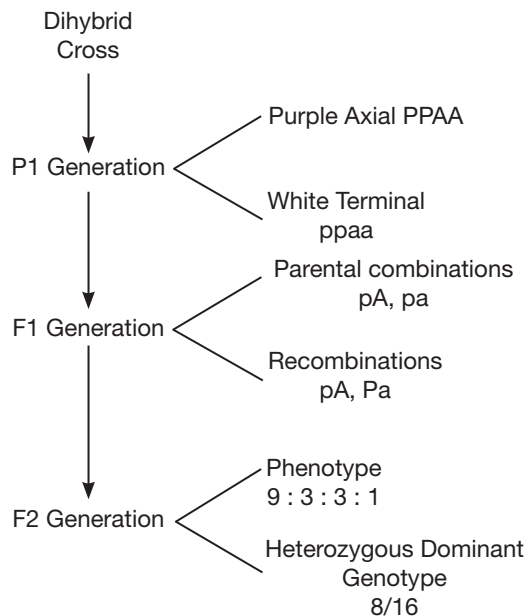 Dihybrid
Cross
Purple Axial PPAA
P1 Generation
White Terminal
ppaa
Parental combinations
pA, pa
F1 Generation
Recombinations
pA, Pa
Phenotype
9 : 3 : 3 : 1
F2 Generation
Heterozygous Dominant
Genotype
8/16